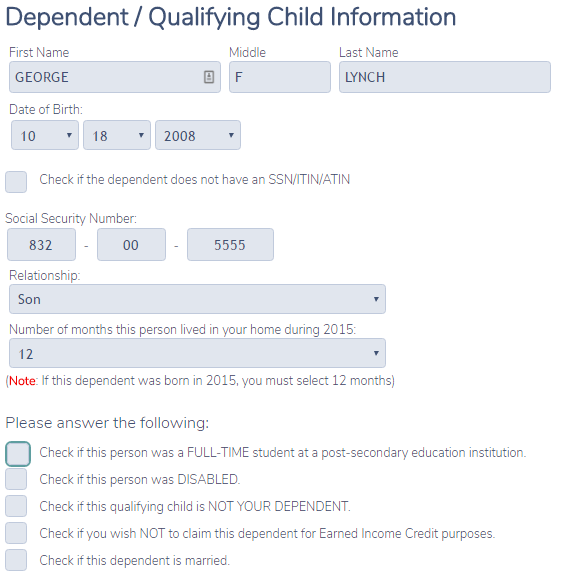 Dependent / Qualifying Child Information
First Name Middle Last Name
GEORGE F LYNCH
Date of Birth:
10 18 2008
Check if the dependent does not have an SSN/ITIN/ATIN
Social Security Number:
832 - 00 - 5555
Relationship:
Son
Number of months this person lived in your home during 2015:
12
(Note: If this dependent was born in 2015, you must select 12 months)
Please answer the following:
Check if this person was a FULL-TIME student at a post-secondary education institution.
Check if this person was DISABLED.
Check if this qualifying child is NOT YOUR DEPENDENT.
Check if you wish NOT to claim this dependent for Earned Income Credit purposes.
Check if this dependent is married.